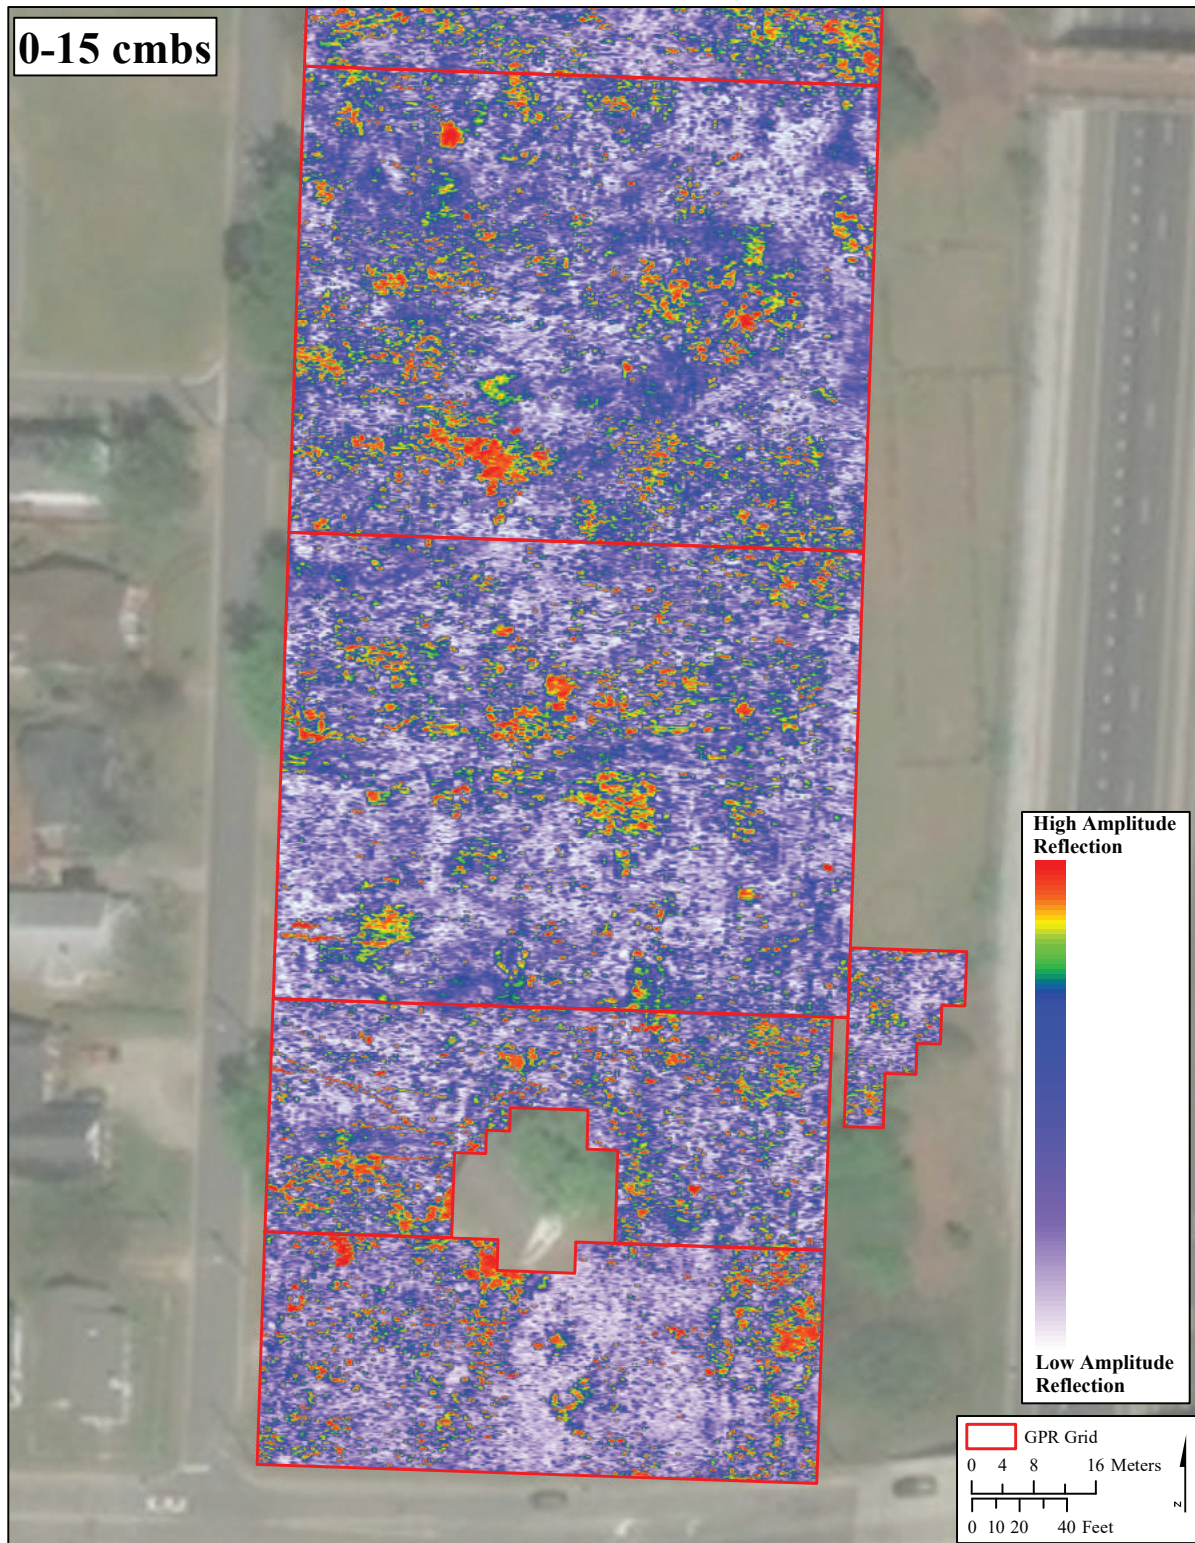 0-15 cmbs
High Amplitude
Reflection
Low Amplitude
Reflection
GPR Grid
0 4 8 16 Meters
0 10 20 40 Feet
N